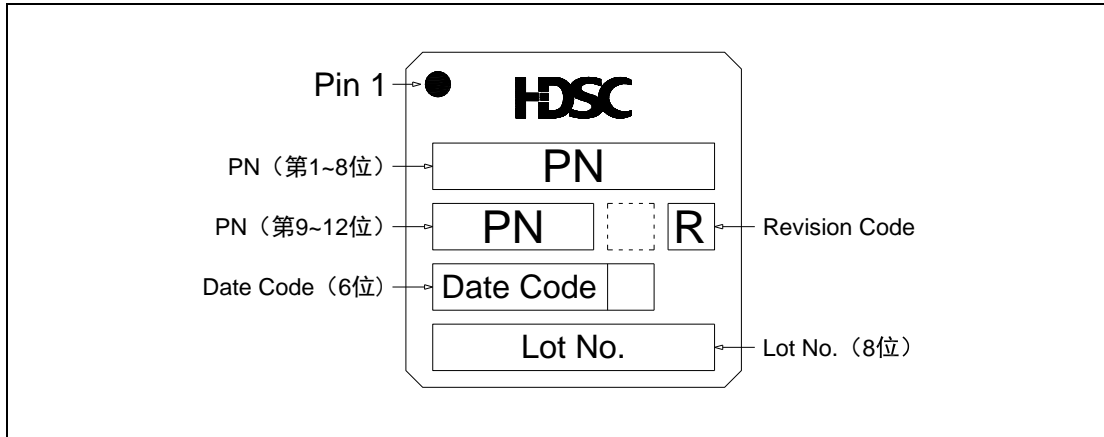 Pin 1
HDSC
PN（第1~8位）
PN
PN（第9~12位）
PN
R
Revision Code
Date Code（6位）
Date Code
Lot No.
Lot No.（8位）